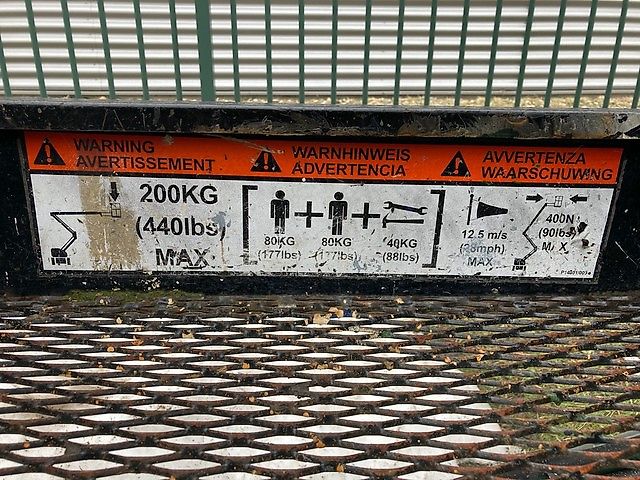 WARNING
AVERTISSEMENT
WARNHINWEIS
ADVERTENCIA
AVVERTENZA
WAARSCHUWING
200KG
(440lbs)
MAX
80KG
(177lbs)
80KG
(177lbs)
40KG
(88lbs)
12.5 m/s
(28mph)
MAX
400N
(90lbs)
MAX